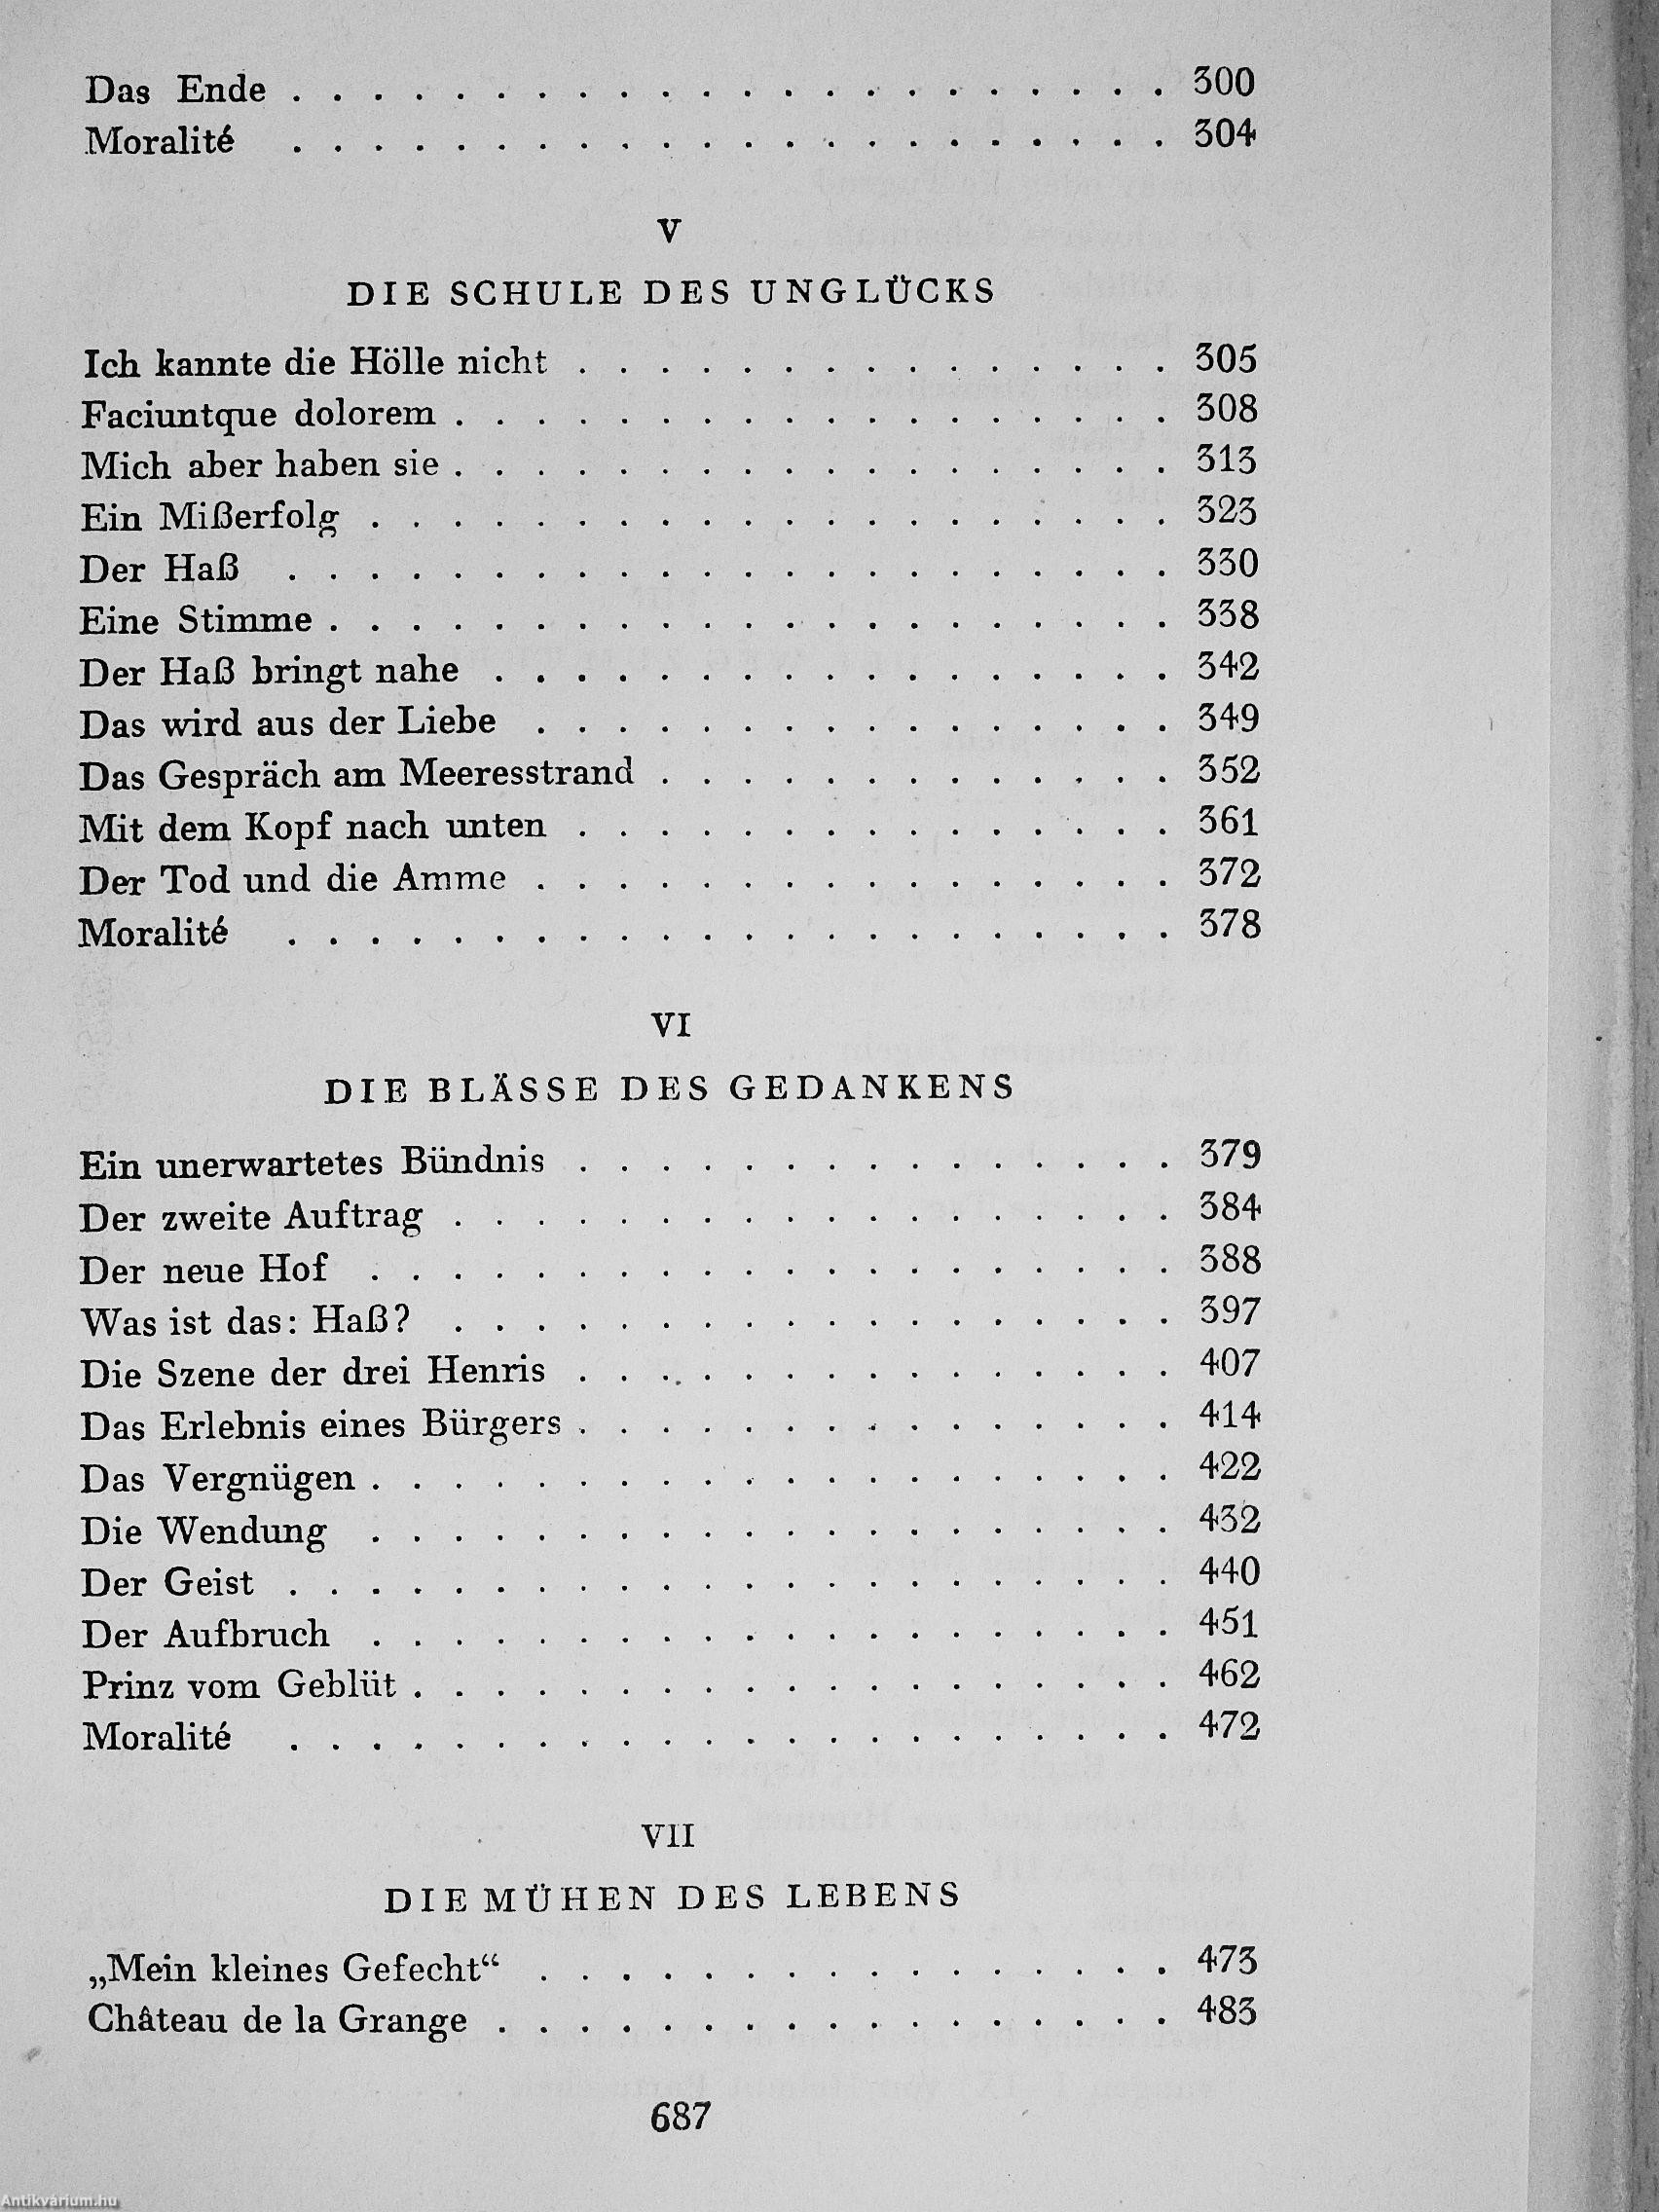 Das Ende . . . . . . . . . . . . . . . . . . . . . . 300
Moralité . . . . . . . . . . . . . . . . . . . . . . 304
V
DIE SCHULE DES UNGLÜCKS
Ich kannte die Hölle nicht . . . . . . . . . . . . . . . 305
Faciuntque dolorem . . . . . . . . . . . . . . . . . . 308
Mich aber haben sie . . . . . . . . . . . . . . . . . . 313
Ein Mißerfolg . . . . . . . . . . . . . . . . . . . . 323
Der Haß . . . . . . . . . . . . . . . . . . . . . . 330
Eine Stimme . . . . . . . . . . . . . . . . . . . . . 338
Der Haß bringt nahe . . . . . . . . . . . . . . . . . 342
Das wird aus der Liebe . . . . . . . . . . . . . . . . 349
Das Gespräch am Meeresstrand . . . . . . . . . . . . . 352
Mit dem Kopf nach unten . . . . . . . . . . . . . . . 361
Der Tod und die Amme . . . . . . . . . . . . . . . . 372
Moralité . . . . . . . . . . . . . . . . . . . . . . 378
VI
DIE BLÄSSE DES GEDANKENS
Ein unerwartetes Bündnis . . . . . . . . . . . . . . . 379
Der zweite Auftrag . . . . . . . . . . . . . . . . . . 384
Der neue Hof . . . . . . . . . . . . . . . . . . . . 388
Was ist das: Haß? . . . . . . . . . . . . . . . . . . 397
Die Szene der drei Henris . . . . . . . . . . . . . . . 407
Das Erlebnis eines Bürgers . . . . . . . . . . . . . . . 414
Das Vergnügen . . . . . . . . . . . . . . . . . . . . 422
Die Wendung . . . . . . . . . . . . . . . . . . . . 432
Der Geist . . . . . . . . . . . . . . . . . . . . . . 440
Der Aufbruch . . . . . . . . . . . . . . . . . . . . 451
Prinz vom Geblüt . . . . . . . . . . . . . . . . . . . 462
Moralité . . . . . . . . . . . . . . . . . . . . . . 472
VII
DIE MÜHEN DES LEBENS
„Mein kleines Gefecht“ . . . . . . . . . . . . . . . . 473
Château de la Grange . . . . . . . . . . . . . . . . . 483
687
Antikvárium.hu